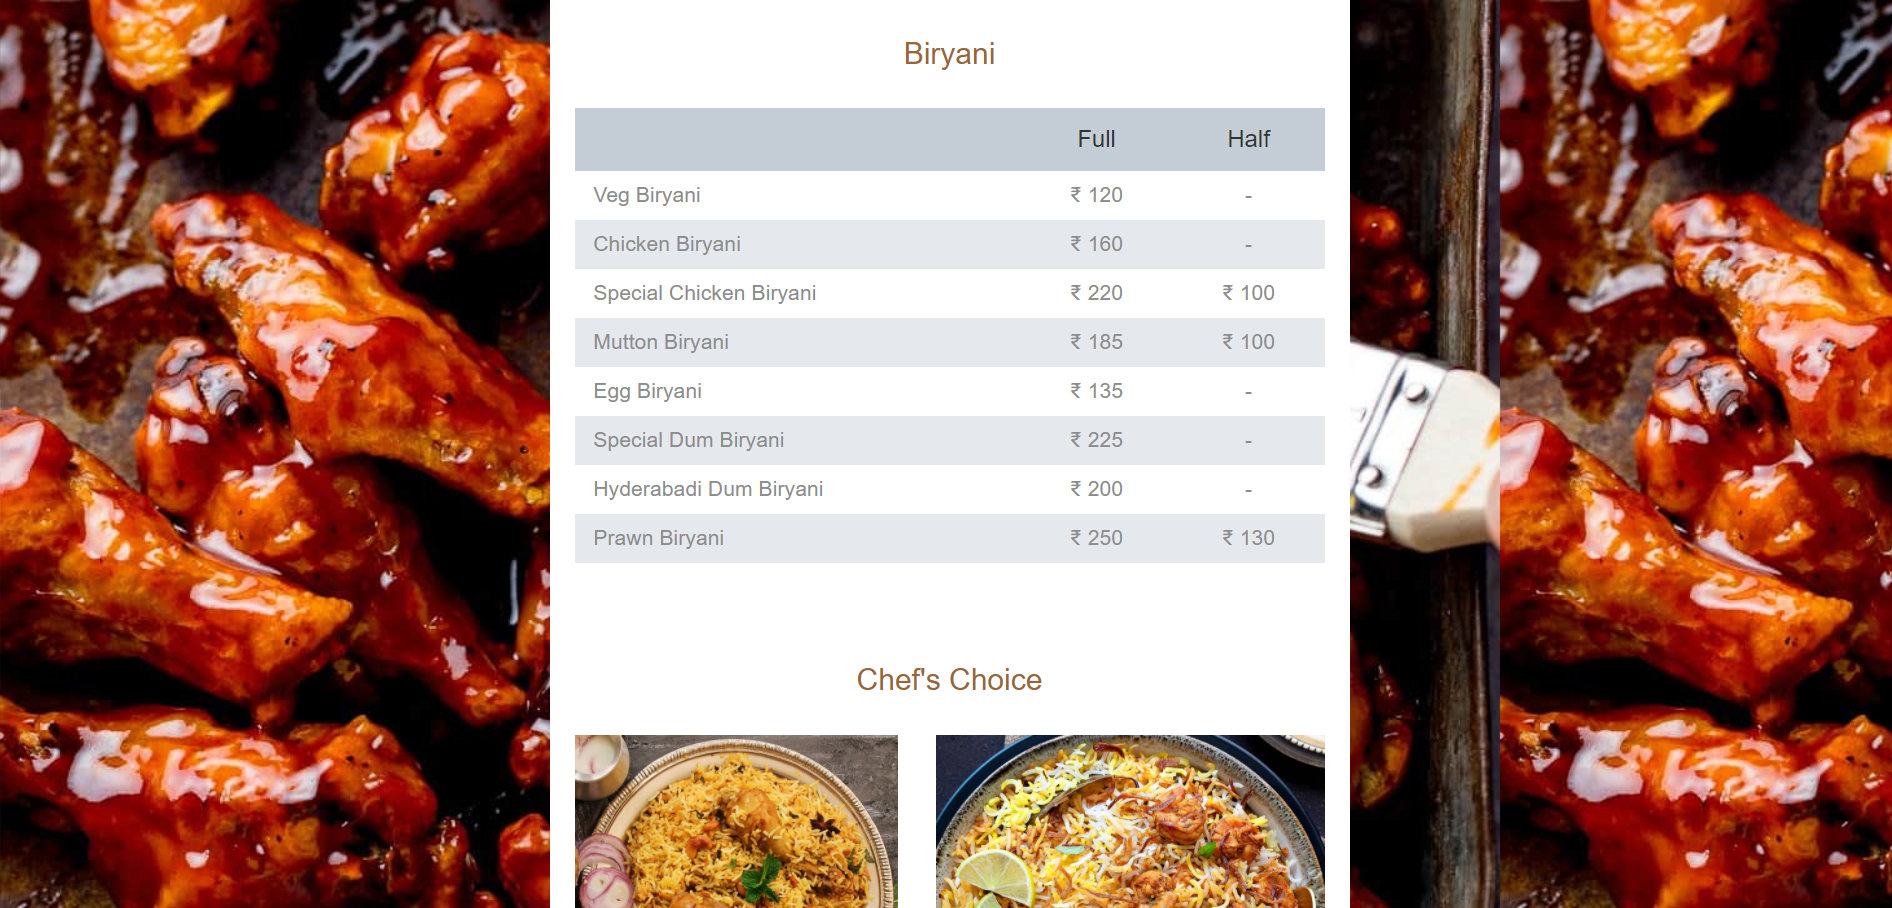 Biryani
Full Half
Veg Biryani ₹ 120 -
Chicken Biryani ₹ 160 -
Special Chicken Biryani ₹ 220 ₹ 100
Mutton Biryani ₹ 185 ₹ 100
Egg Biryani ₹ 135 -
Special Dum Biryani ₹ 225 -
Hyderabadi Dum Biryani ₹ 200 -
Prawn Biryani ₹ 250 ₹ 130
Chef's Choice